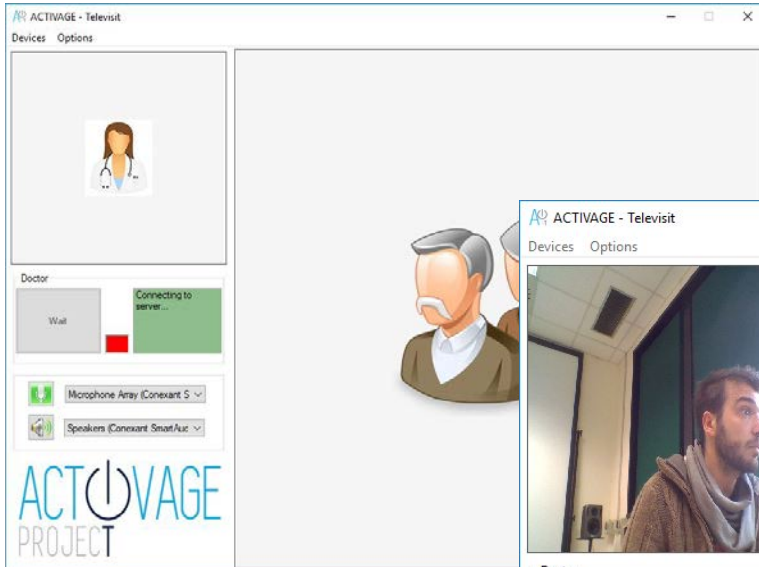 ACTIVAGE - Televisit
Devices Options
Doctor
Wait
Connecting to
server...
Microphone Array (Conexant S
Speakers (Conexant SmartAuc
ACTIVAGE
PROJECT
ACTIVAGE - Televisit
Devices Options